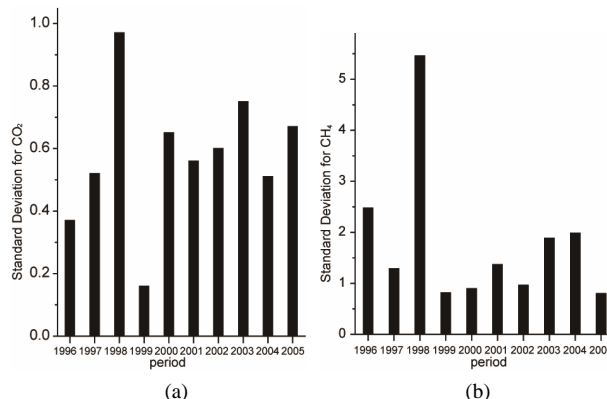 1.0
0.8
0.6
0.4
0.2
0.0
Standard Deviation for CO₂
1996 1997 1998 1999 2000 2001 2002 2003 2004 2005
period
(a)
5
4
3
2
1
0
Standard Deviation for CH₄
1996 1997 1998 1999 2000 2001 2002 2003 2004 200
period
(b)